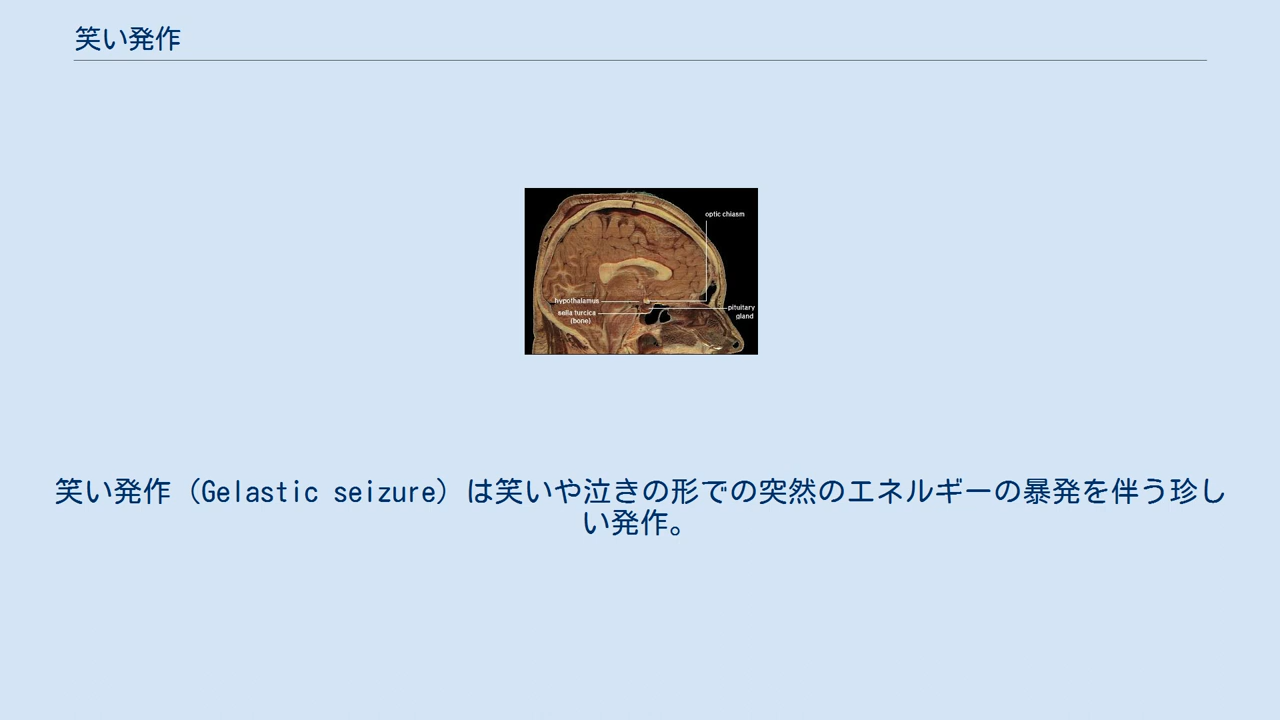 笑い発作
optic chiasm
hypothalamus
sella turcica
(bone)
pituitary
gland
笑い発作（Gelastic seizure）は笑いや泣きの形での突然のエネルギーの暴発を伴う珍し
い発作。